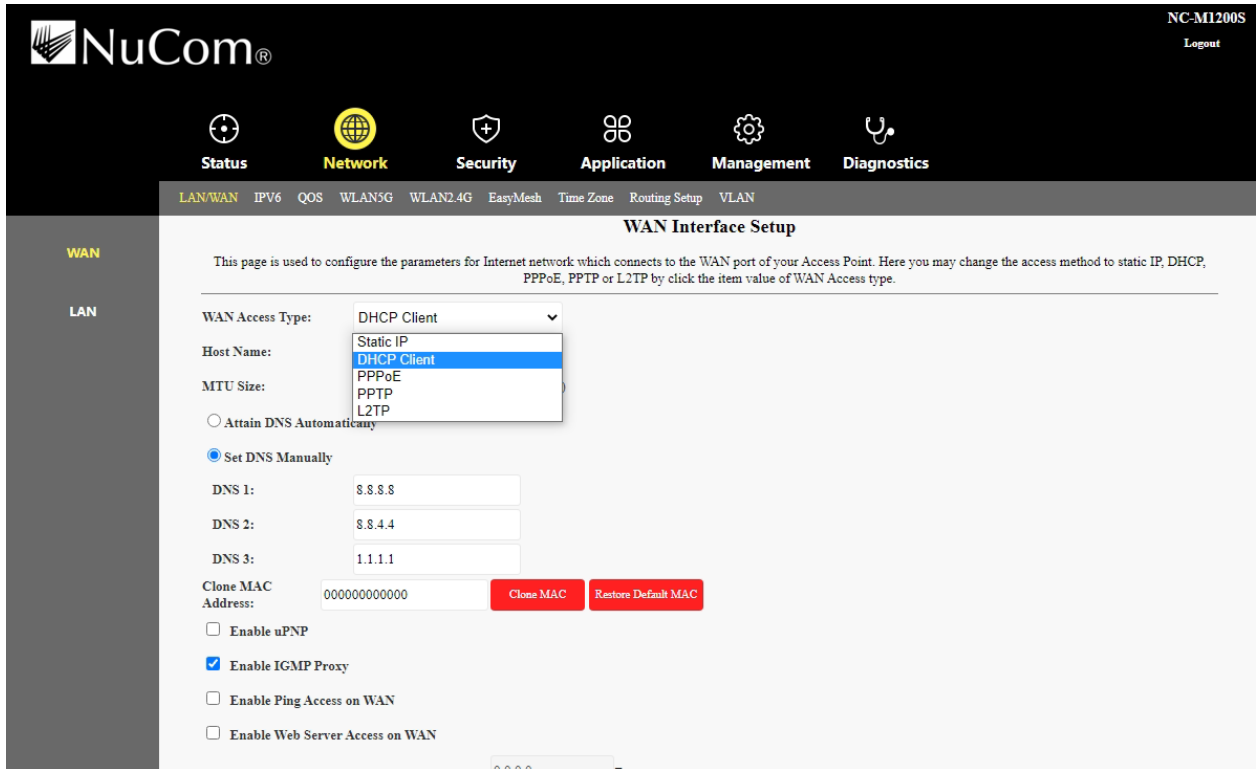 NC-M1200S
NuCom®
Logout
Status Network Security Application Management Diagnostics
LAN/WAN IPV6 QOS WLAN5G WLAN2.4G EasyMesh Time Zone Routing Setup VLAN
WAN Interface Setup
WAN
This page is used to configure the parameters for Internet network which connects to the WAN port of your Access Point. Here you may change the access method to static IP, DHCP,
PPPoE, PPTP or L2TP by click the item value of WAN Access type.
LAN
WAN Access Type: DHCP Client
Static IP
Host Name:
DHCP Client
PPPoE
MTU Size:
PPTP
L2TP
Attain DNS Automatically
Set DNS Manually
DNS 1: 8.8.8.8
DNS 2: 8.8.4.4
DNS 3: 1.1.1.1
Clone MAC
Address: 000000000000 Clone MAC Restore Default MAC
Enable uPNP
Enable IGMP Proxy
Enable Ping Access on WAN
Enable Web Server Access on WAN